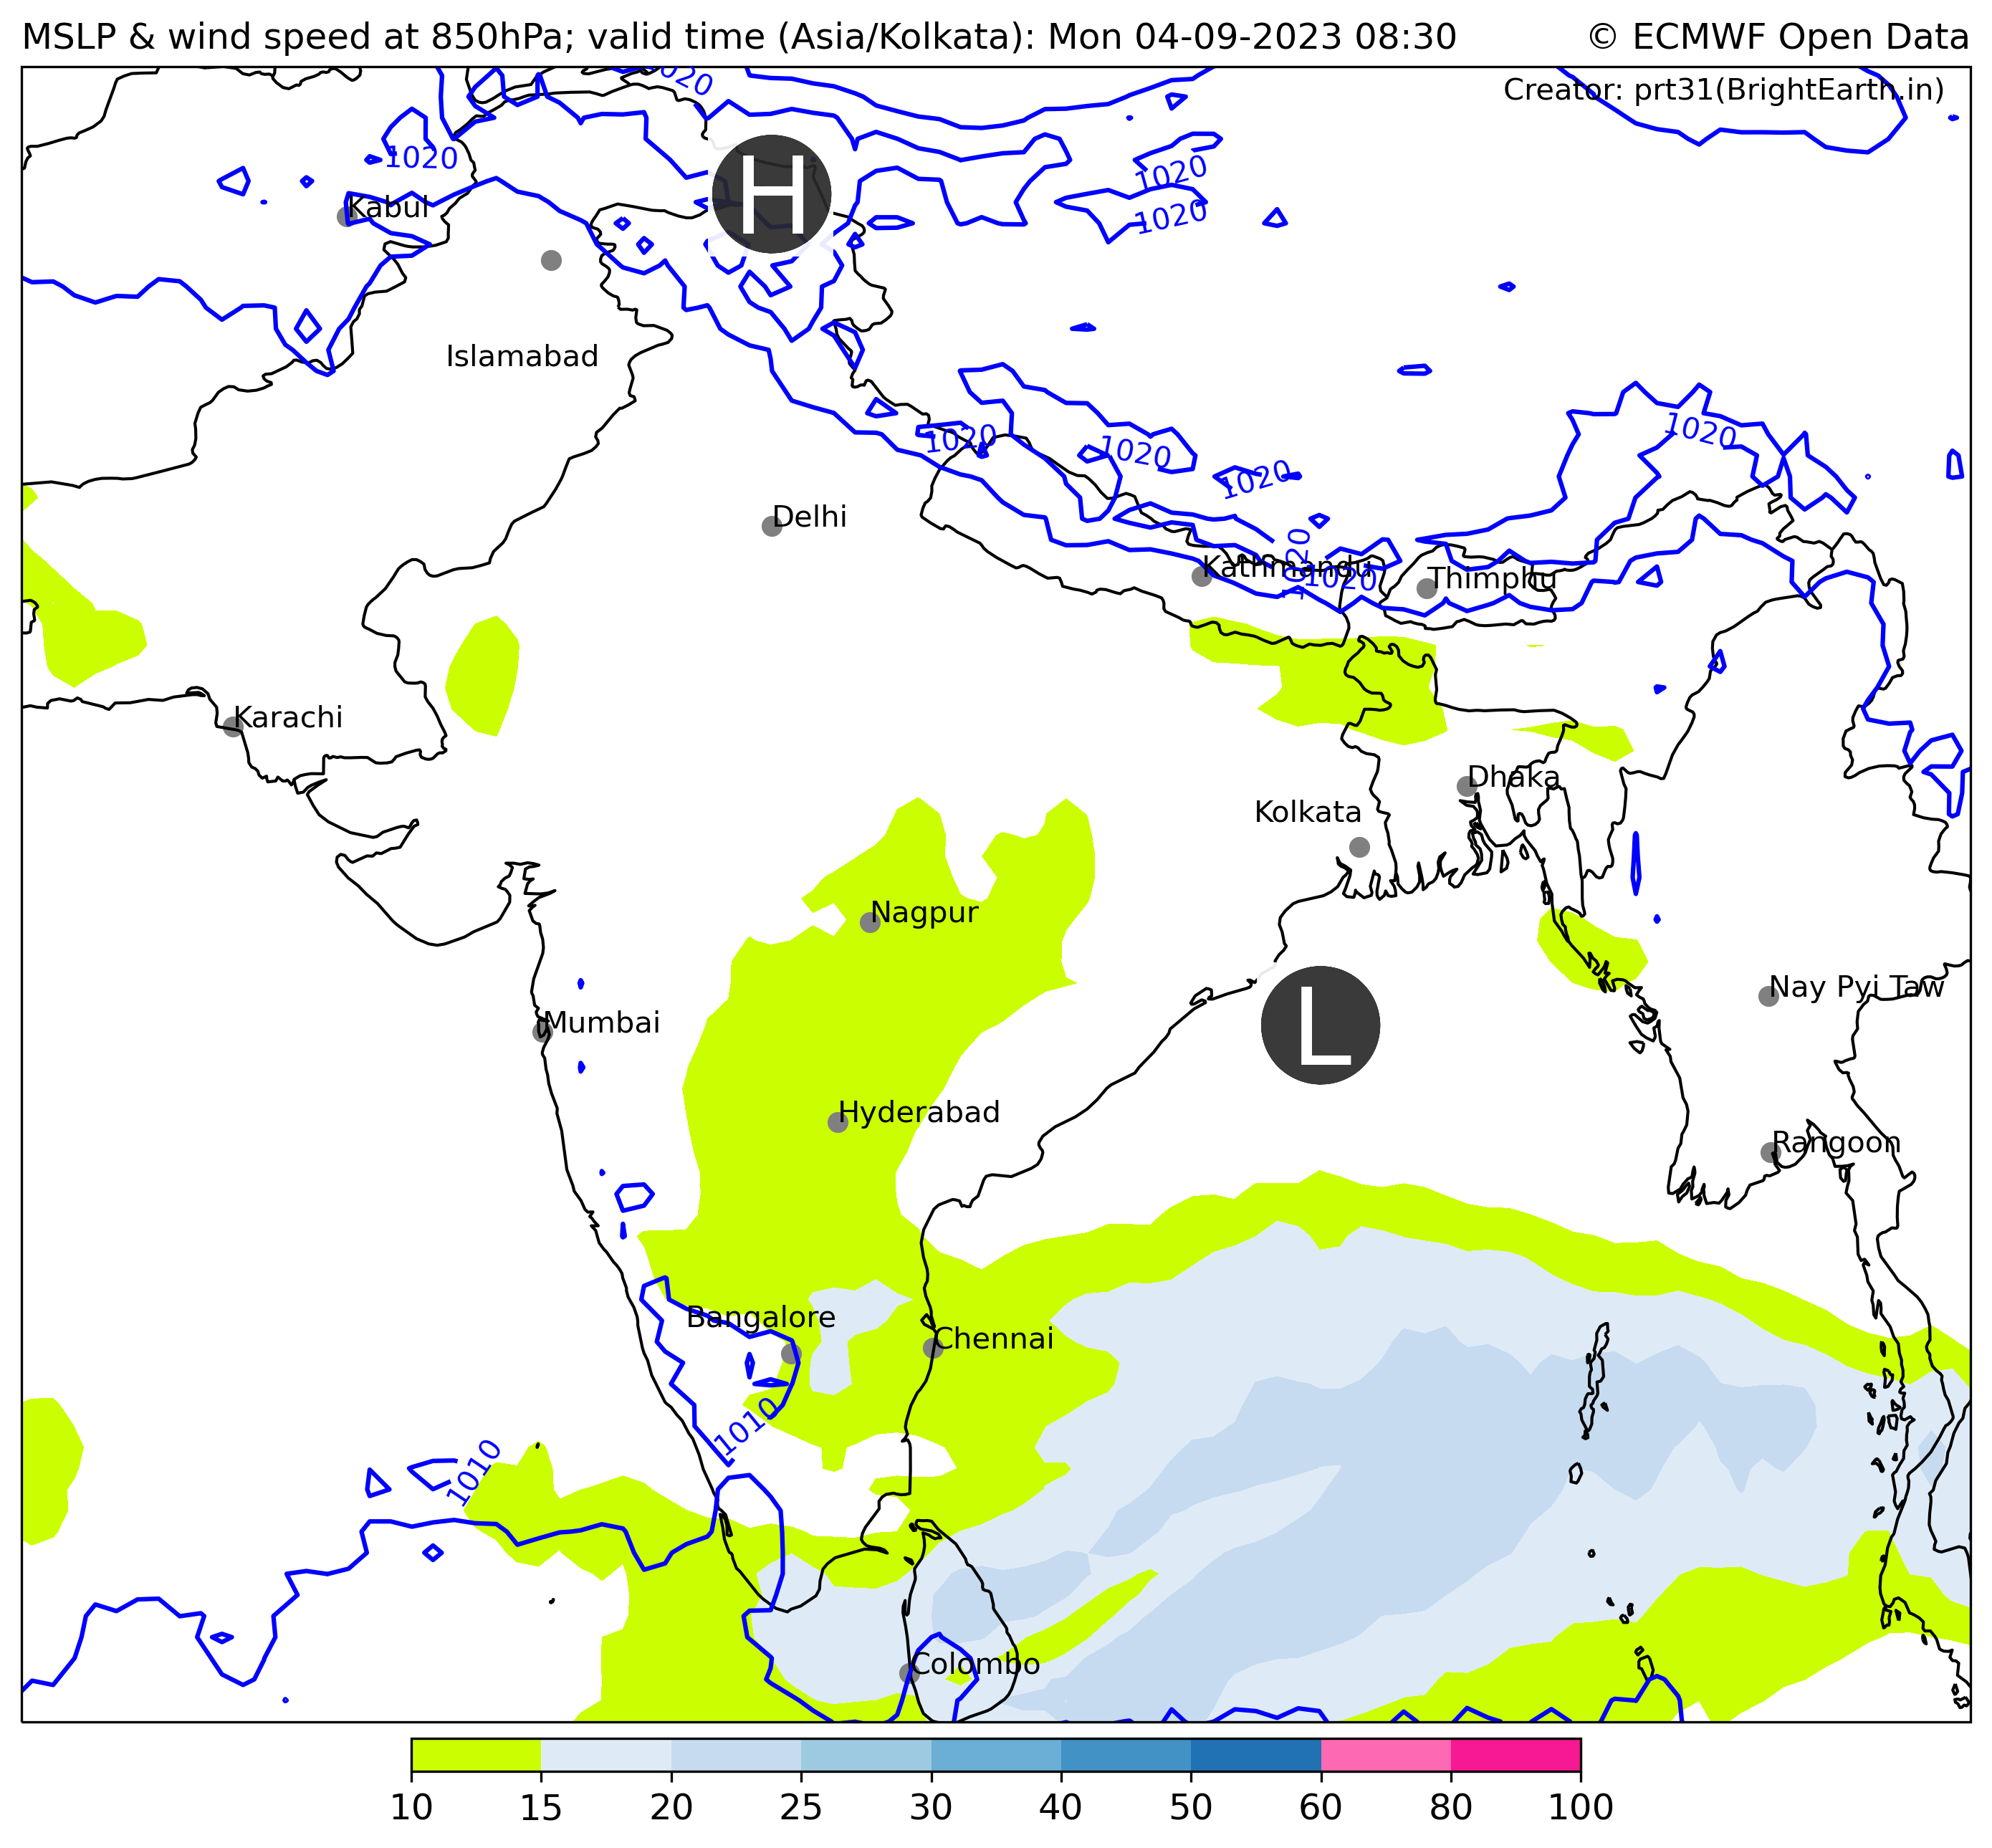 MSLP & wind speed at 850hPa; valid time (Asia/Kolkata): Mon 04-09-2023 08:30
© ECMWF Open Data
Creator: prt31(BrightEarth.in)
1020
1020
H
1020
1020
Kabul
Islamabad
1020
1020
1020
1020
Delhi
1020
Kathmandu
1020
Thimphu
Karachi
Dhaka
Kolkata
Nagpur
Nay Pyi Taw
Mumbai
L
Hyderabad
Rangoon
Bangalore
Chennai
1010
1010
Colombo
10 15 20 25 30 40 50 60 80 100